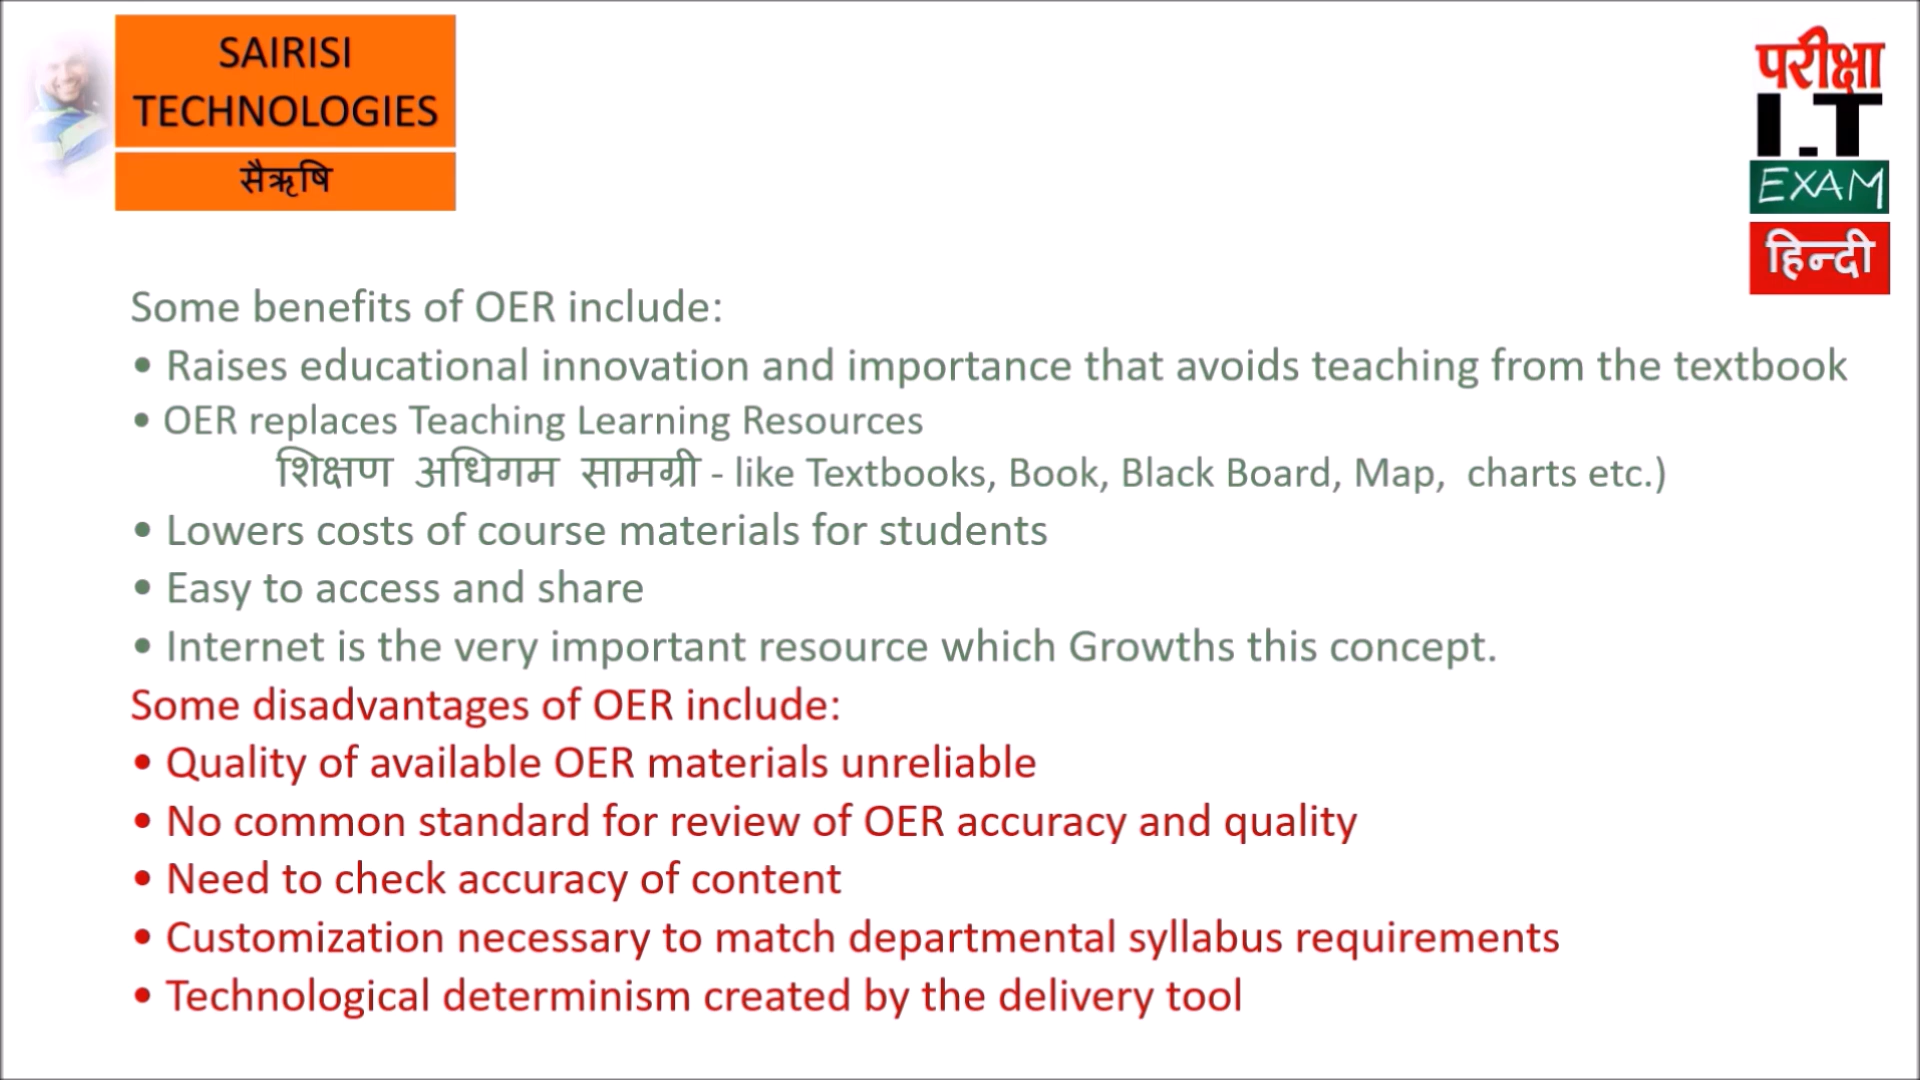 SAIRISI
TECHNOLOGIES
सैऋषि
परीक्षा
I.T
EXAM
हिन्दी
Some benefits of OER include:
• Raises educational innovation and importance that avoids teaching from the textbook
• OER replaces Teaching Learning Resources
शिक्षण अधिगम सामग्री - like Textbooks, Book, Black Board, Map, charts etc.)
• Lowers costs of course materials for students
• Easy to access and share
• Internet is the very important resource which Growths this concept.
Some disadvantages of OER include:
• Quality of available OER materials unreliable
• No common standard for review of OER accuracy and quality
• Need to check accuracy of content
• Customization necessary to match departmental syllabus requirements
• Technological determinism created by the delivery tool